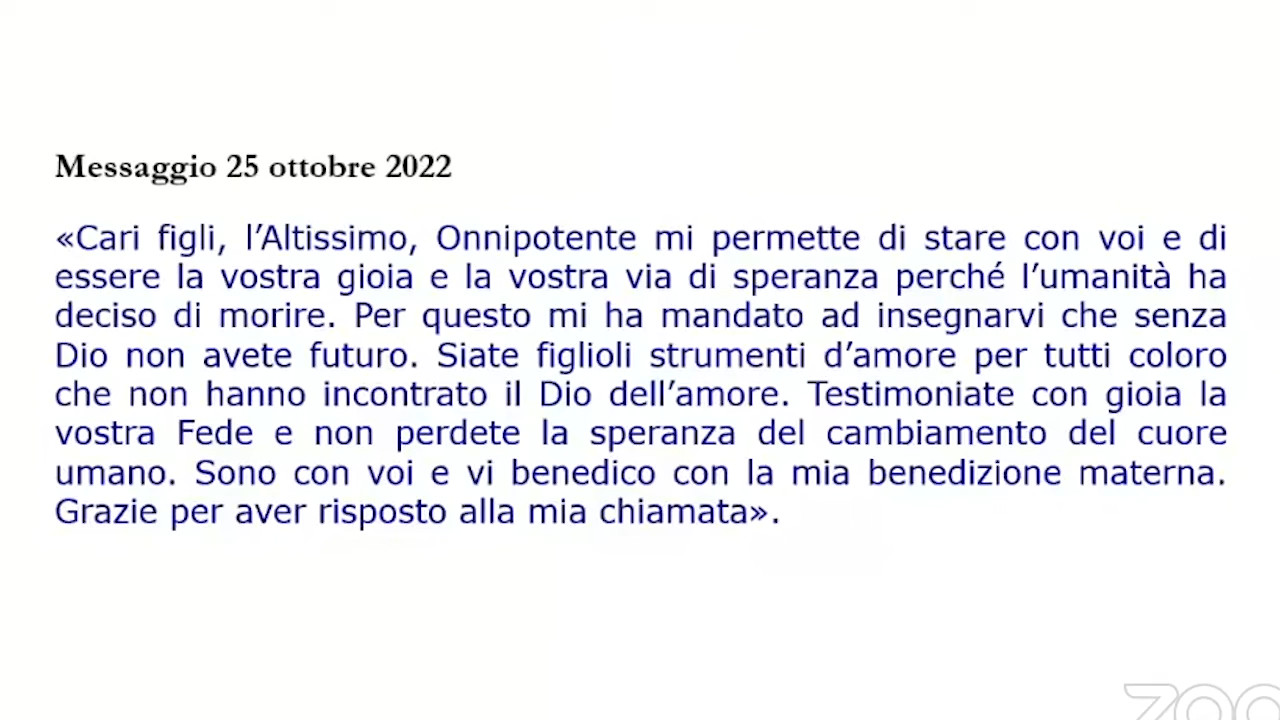 Messaggio 25 ottobre 2022
«Cari figli, l’Altissimo, Onnipotente mi permette di stare con voi e di
essere la vostra gioia e la vostra via di speranza perché l’umanità ha
deciso di morire. Per questo mi ha mandato ad insegnarvi che senza
Dio non avete futuro. Siate figlioli strumenti d’amore per tutti coloro
che non hanno incontrato il Dio dell’amore. Testimoniate con gioia la
vostra Fede e non perdete la speranza del cambiamento del cuore
umano. Sono con voi e vi benedico con la mia benedizione materna.
Grazie per aver risposto alla mia chiamata».